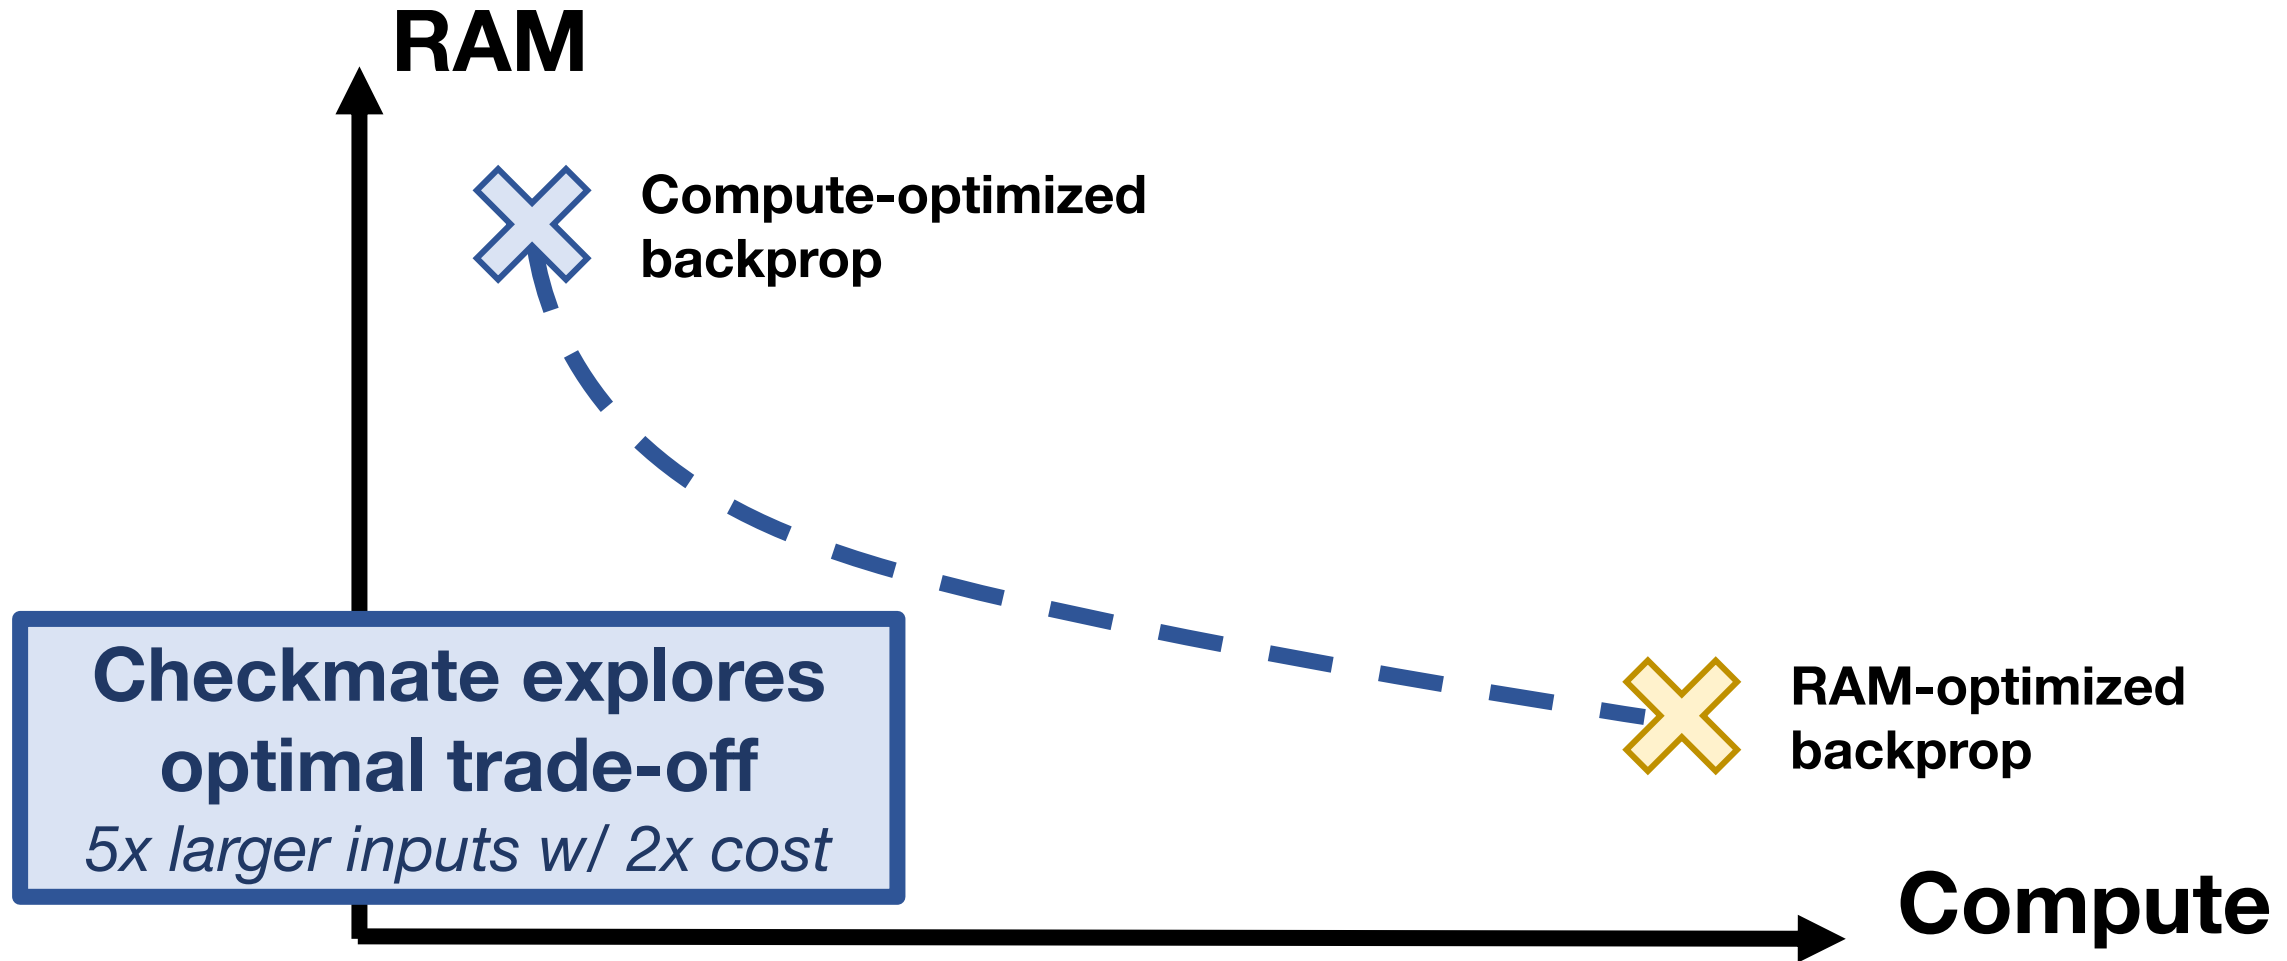 RAM
Compute-optimized
backprop
Checkmate explores
optimal trade-off
5x larger inputs w/ 2x cost
RAM-optimized
backprop
Compute